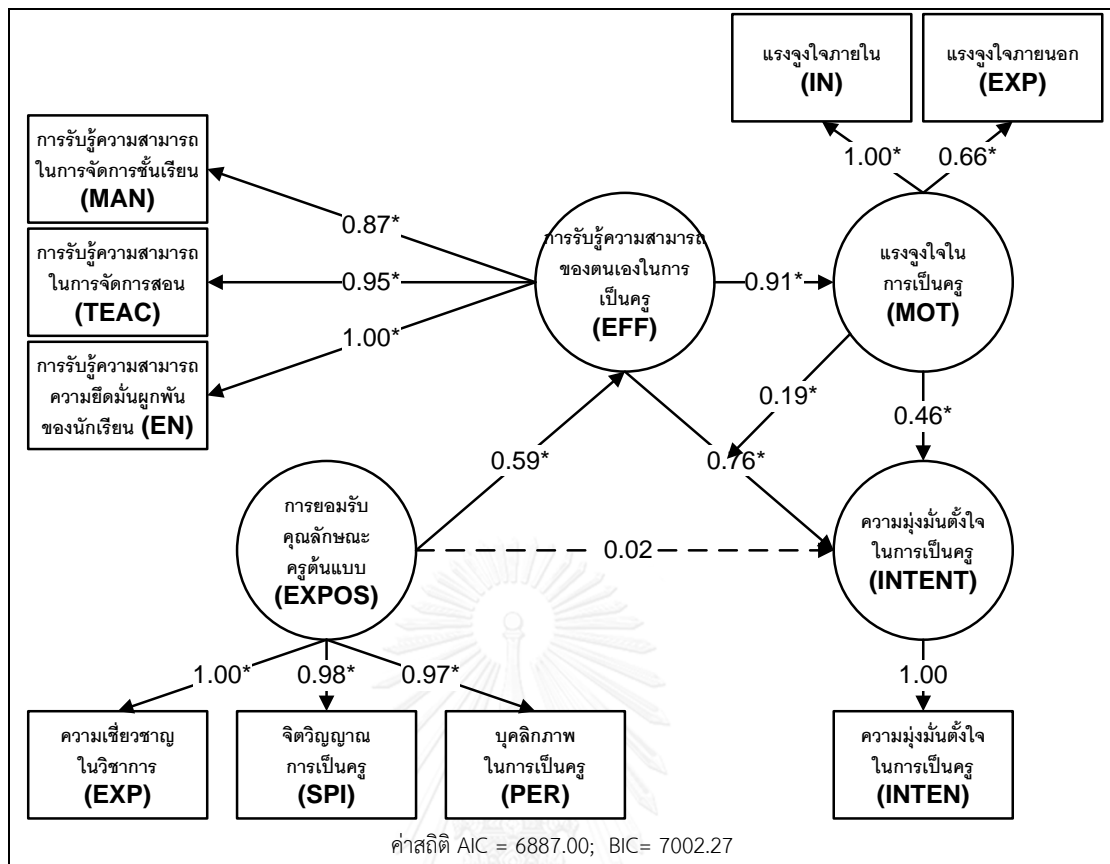 แรงจูงใจภายใน
(IN)
แรงจูงใจภายนอก
(EXP)
1.00*
0.66*
การรับรู้ความสามารถ
ในการจัดการชั้นเรียน
(MAN)
0.87*
การรับรู้ความสามารถ
ในการจัดการสอน
(TEAC)
0.95*
การรับรู้ความสามารถ
ความยึดมั่นผูกพัน
ของนักเรียน (EN)
1.00*
การรับรู้ความสามารถ
ของตนเองในการ
เป็นครู
(EFF)
0.91*
แรงจูงใจใน
การเป็นครู
(MOT)
0.19*
0.46*
0.59*
0.76*
การยอมรับ
คุณลักษณะ
ครูต้นแบบ
(EXPOS)
0.02
ความมุ่งมั่นตั้งใจ
ในการเป็นครู
(INTENT)
1.00*
0.98*
0.97*
1.00
ความเชี่ยวชาญ
ในวิชาการ
(EXP)
จิตวิญญาณ
การเป็นครู
(SPI)
บุคลิกภาพ
ในการเป็นครู
(PER)
ความมุ่งมั่นตั้งใจ
ในการเป็นครู
(INTEN)
ค่าสถิติ AIC = 6887.00; BIC= 7002.27